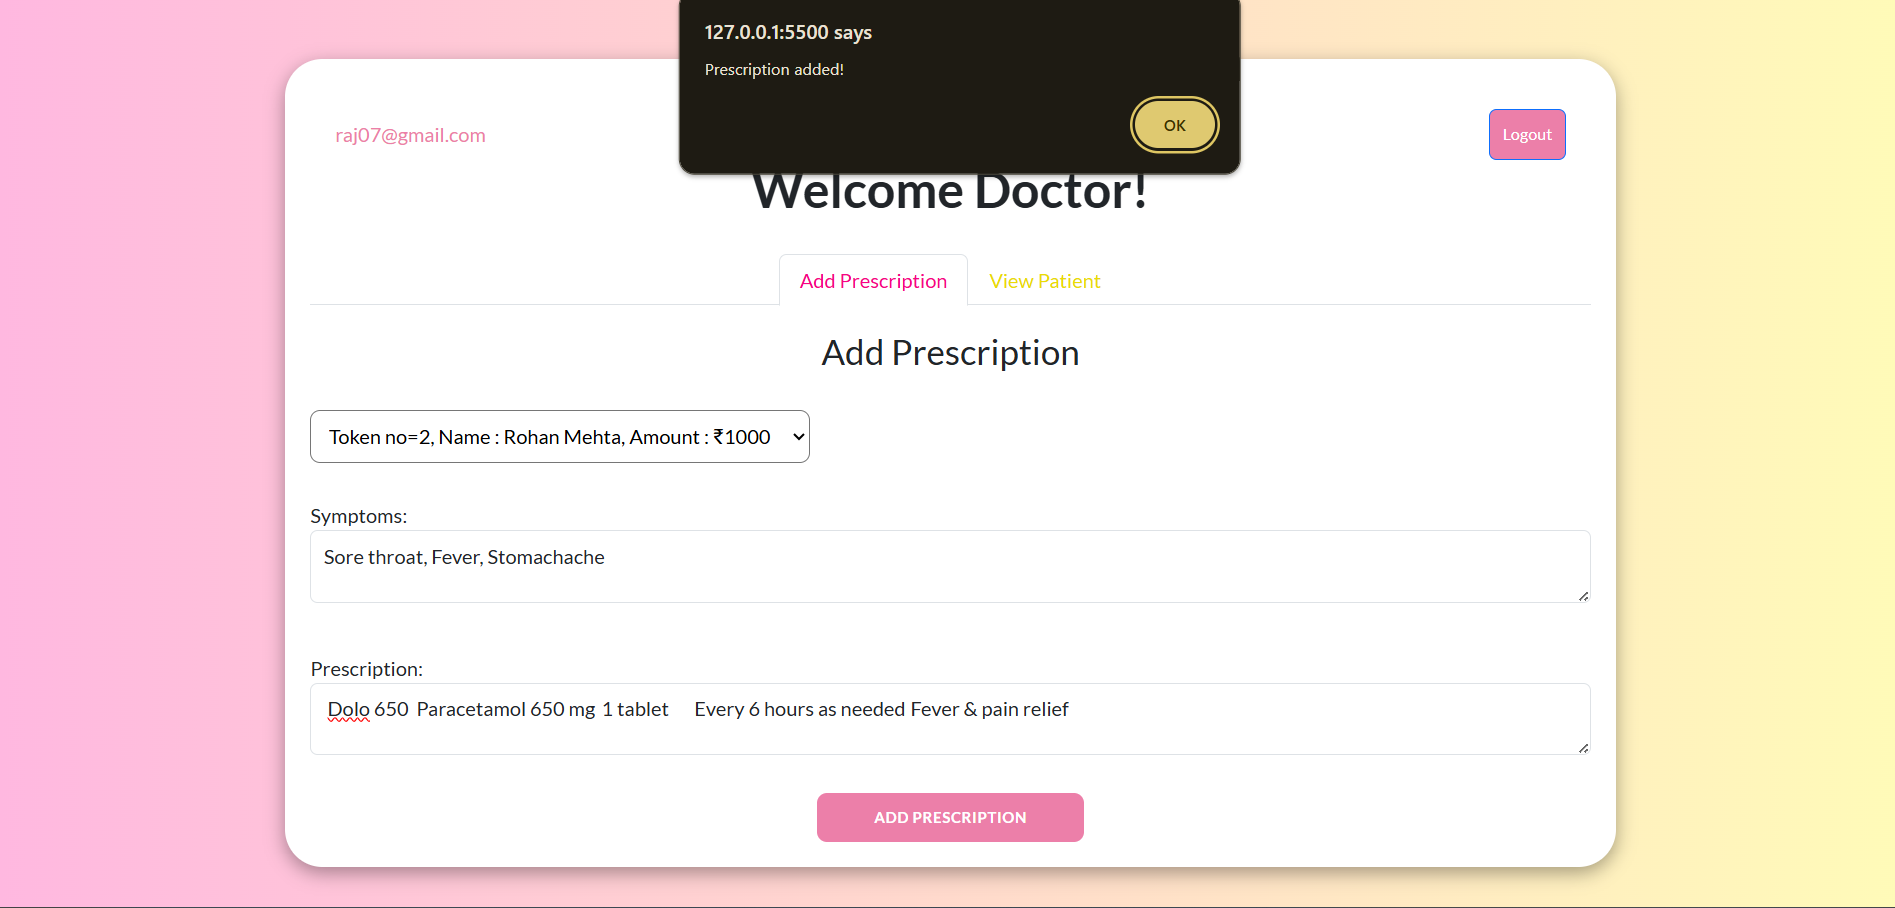 127.0.0.1:5500 says
Prescription added!
OK
raj07@gmail.com
Logout
Welcome Doctor!
Add Prescription
View Patient
Add Prescription
Token no=2, Name : Rohan Mehta, Amount : ₹1000
Symptoms:
Sore throat, Fever, Stomachache
Prescription:
Dolo 650 Paracetamol 650 mg 1 tablet Every 6 hours as needed Fever & pain relief
ADD PRESCRIPTION